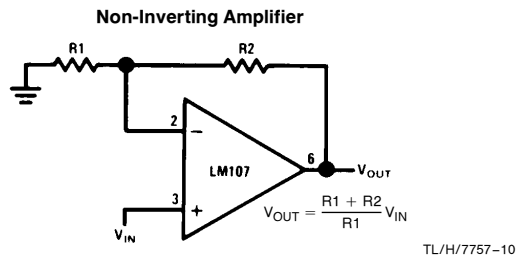 Non-Inverting Amplifier
R1
R2
2
−
LM107
6
VOUT
3
+
VIN
VOUT = R1 + R2 / R1 VIN
TL/H/7757–10